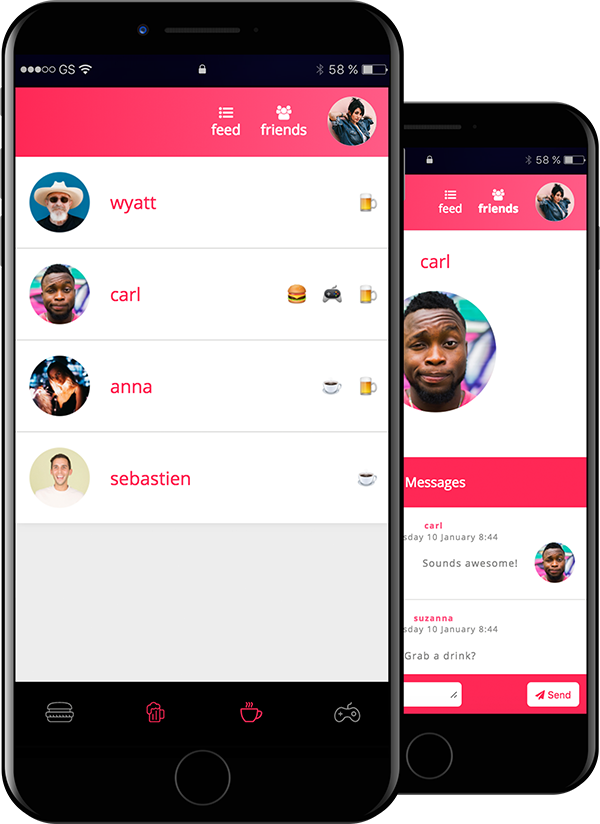 GS 58 %
feed friends
wyatt
carl
anna
sebastien
58 %
feed friends
carl
Messages
carl
sday 10 January 8:44
Sounds awesome!
suzanna
sday 10 January 8:44
Grab a drink?
Send